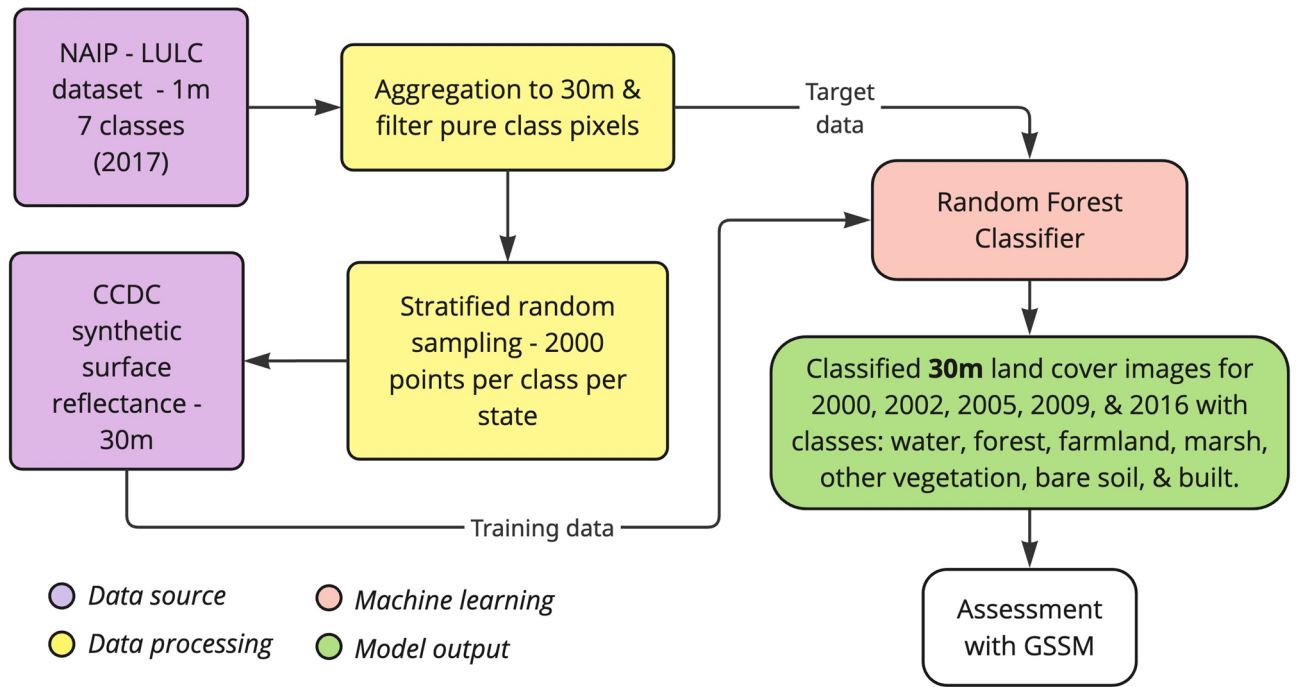 NAIP - LULC
dataset - 1m
7 classes
(2017)
Aggregation to 30m &
filter pure class pixels
Target
data
Random Forest
Classifier
CCDC
synthetic
surface
reflectance -
30m
Stratified random
sampling - 2000
points per class per
state
Classified 30m land cover images for
2000, 2002, 2005, 2009, & 2016 with
classes: water, forest, farmland, marsh,
other vegetation, bare soil, & built.
Training data
Assessment
with GSSM
Data source
Machine learning
Data processing
Model output